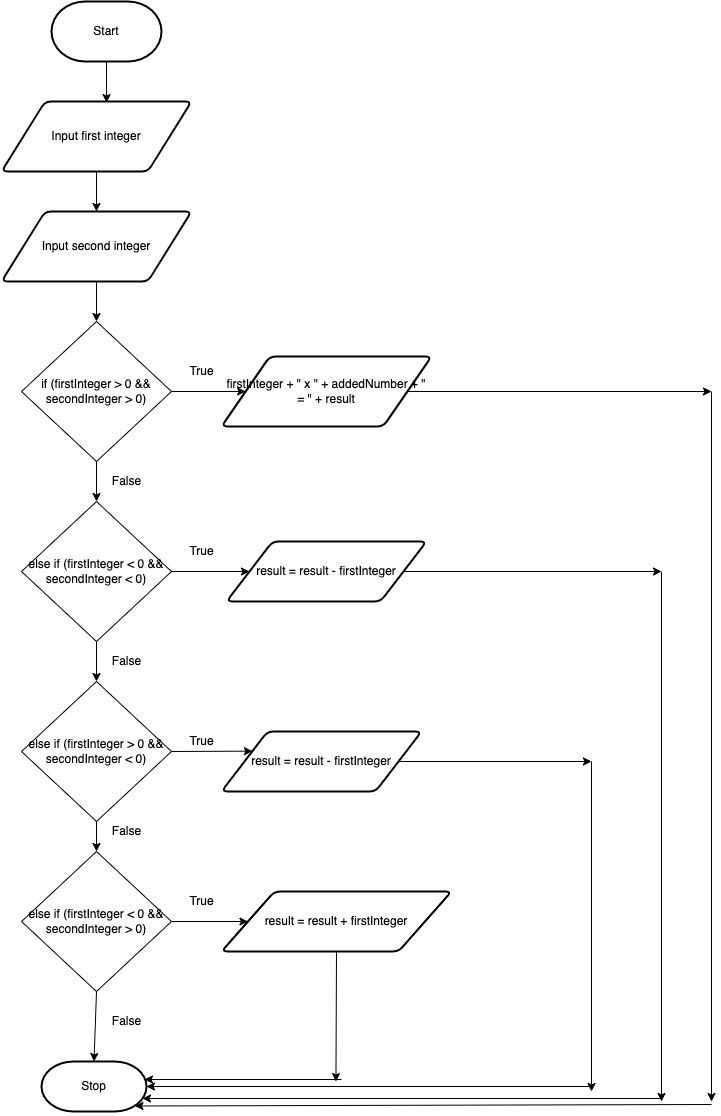 Start
Input first integer
Input second integer
if (firstInteger > 0 &&
secondInteger > 0)
True
firstInteger + " x " + addedNumber + "
= " + result
False
else if (firstInteger < 0 &&
secondInteger < 0)
True
result = result - firstInteger
False
else if (firstInteger > 0 &&
secondInteger < 0)
True
result = result - firstInteger
False
else if (firstInteger < 0 &&
secondInteger > 0)
True
result = result + firstInteger
False
Stop